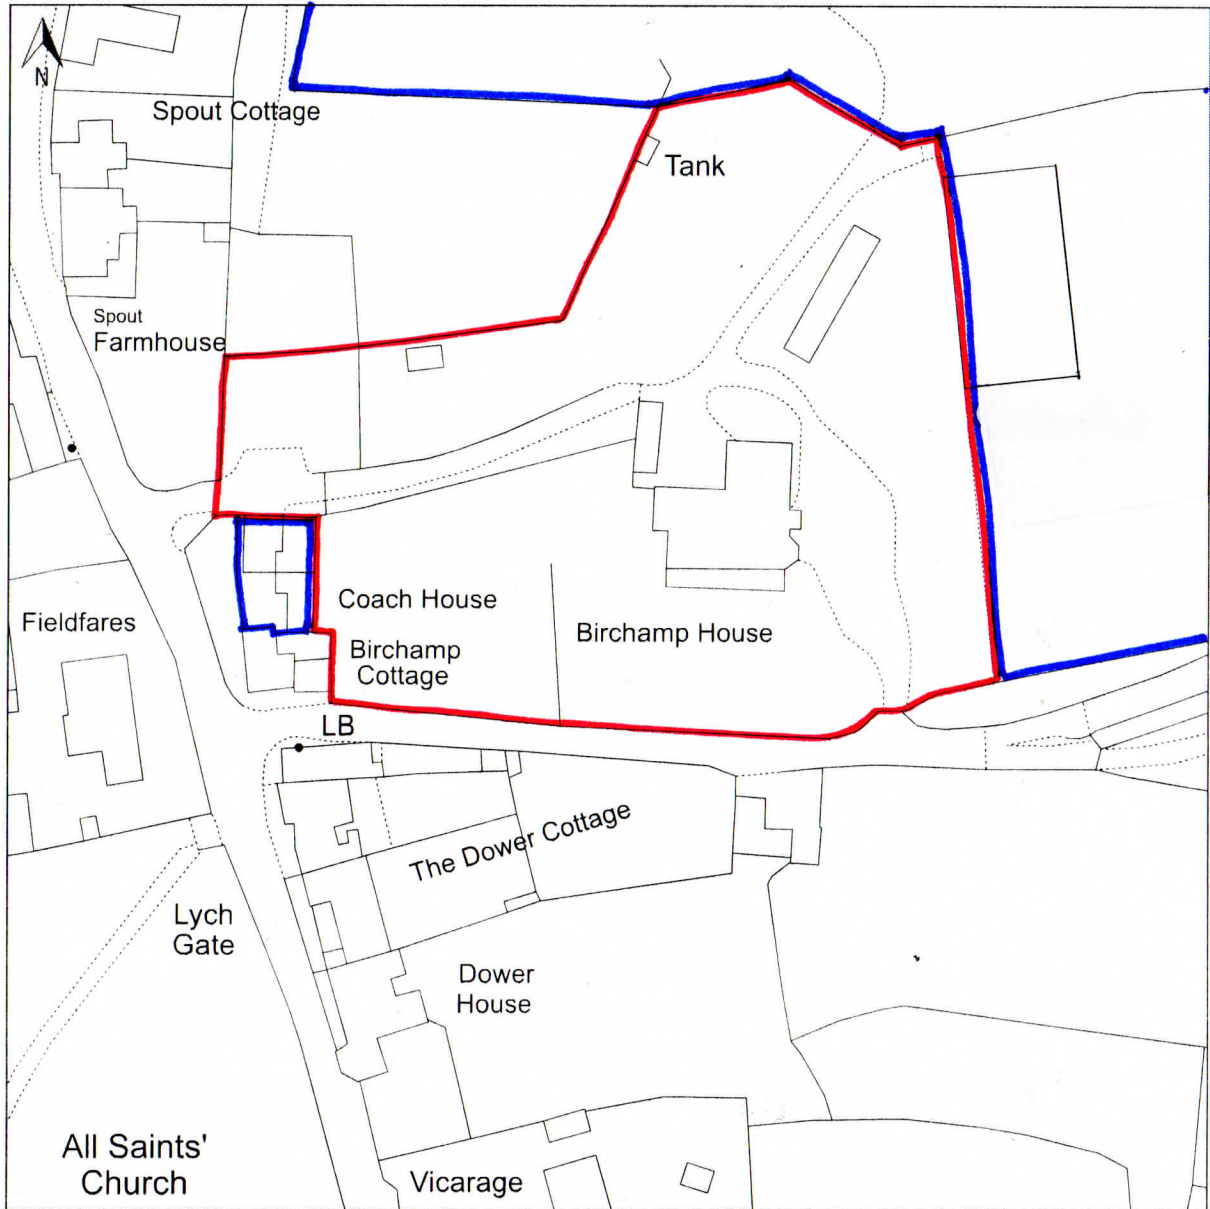 N
Spout Cottage
Tank
Spout
Farmhouse
Coach House
Fieldfares
Birchamp House
Birchamp
Cottage
LB
The Dower Cottage
Lych
Gate
Dower
House
All Saints'
Church
Vicarage